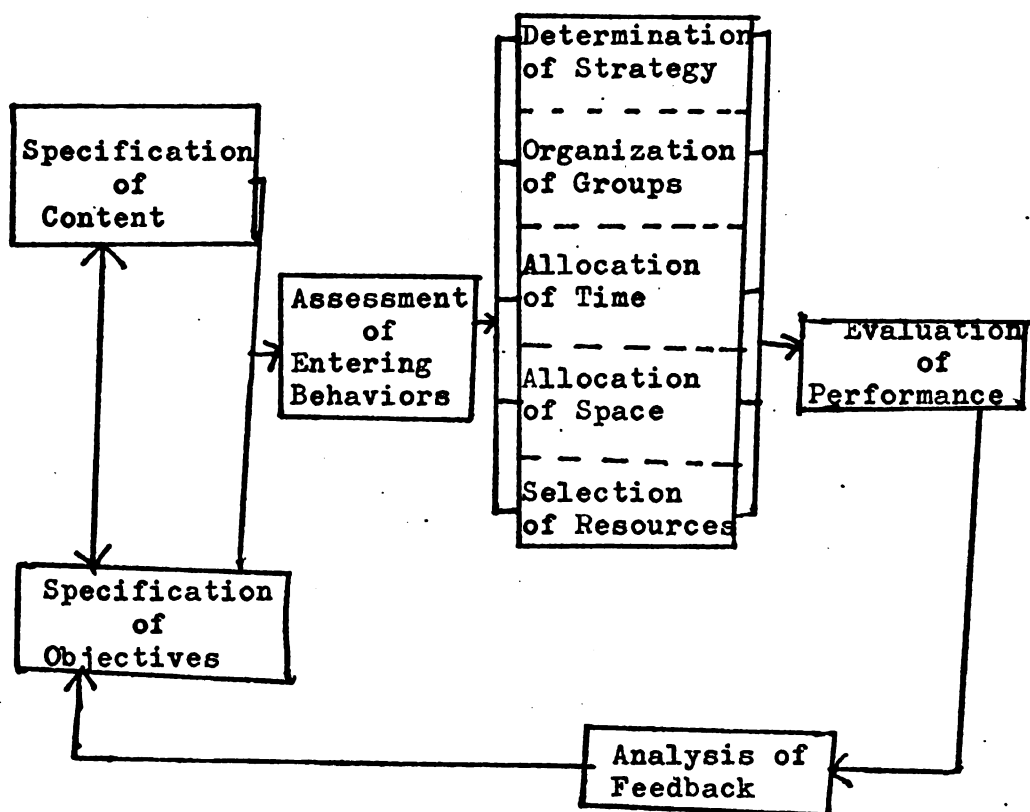 Specification
of
Content
Specification
of
Objectives
Assessment
of
Entering
Behaviors
Determination
of Strategy
Organization
of Groups
Allocation
of Time
Allocation
of Space
Selection
of Resources
Evaluation
of
Performance
Analysis of
Feedback